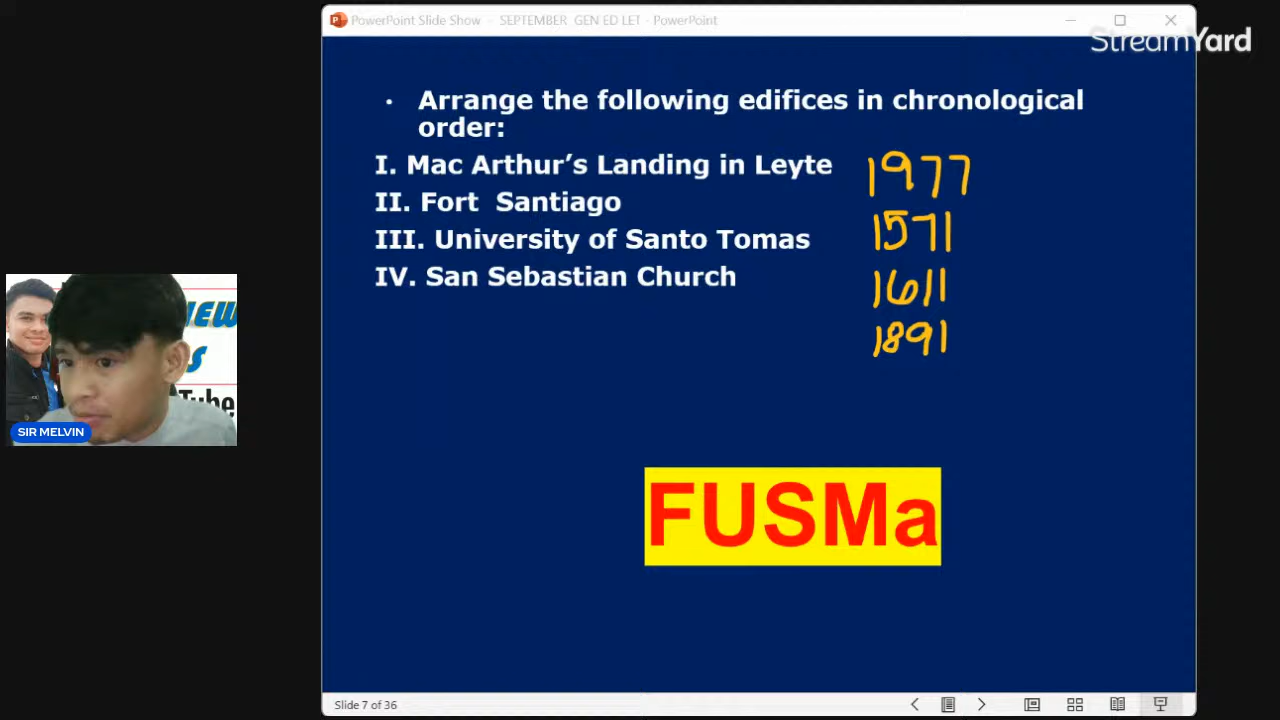 PowerPoint Slide Show - SEPTEMBER GEN ED LET - PowerPoint
StreamYard
• Arrange the following edifices in chronological
order:
I. Mac Arthur’s Landing in Leyte 1977
II. Fort Santiago 1571
III. University of Santo Tomas 1611
IV. San Sebastian Church 1891
SIR MELVIN
FUSMa
Slide 7 of 36